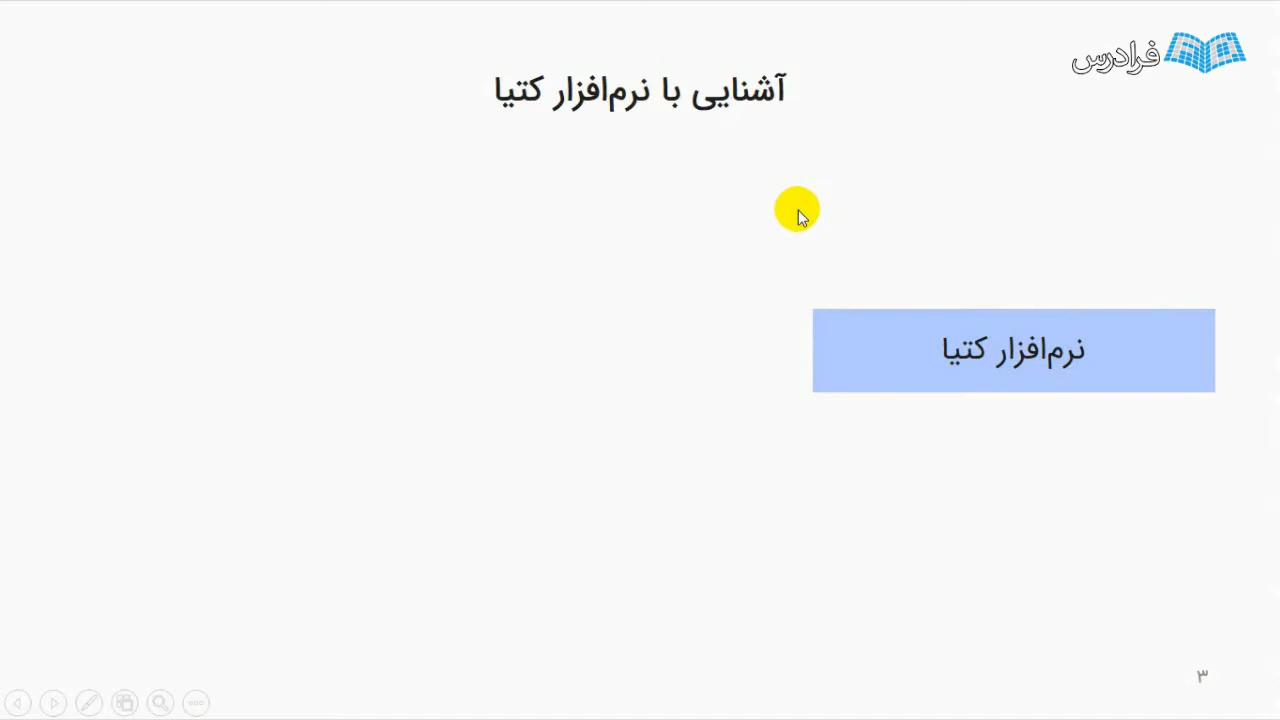 فرادرس
آشنایی با نرم‌افزار کتیا
نرم‌افزار کتیا
۳